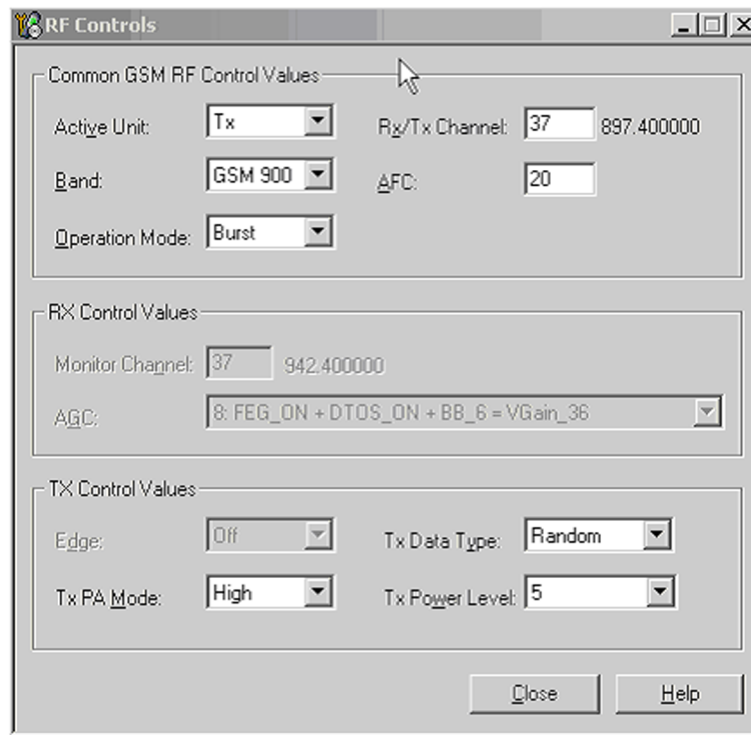 RF Controls
Common GSM RF Control Values
Active Unit: Tx Rx/Tx Channel: 37 897.400000
Band: GSM 900 AFC: 20
Operation Mode: Burst
RX Control Values
Monitor Channel: 37 942.400000
AGC: 8: FEG_ON + DTOS_ON + BB_6 = VGain_36
TX Control Values
Edge: Off Tx Data Type: Random
Tx PA Mode: High Tx Power Level: 5
Close Help